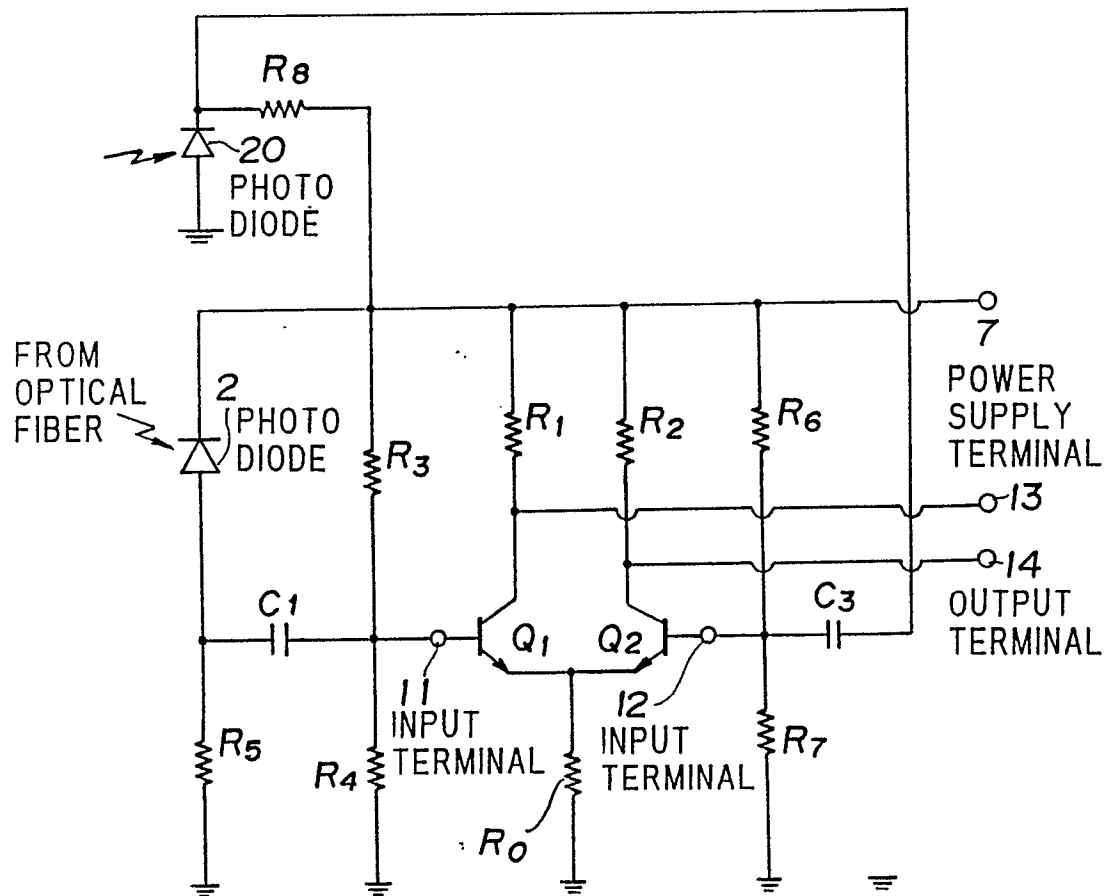 R8
20
PHOTO
DIODE
7
FROM
OPTICAL
FIBER
2
PHOTO
DIODE
POWER
SUPPLY
TERMINAL
R1
R2
R6
R3
13
14
OUTPUT
TERMINAL
C1
C3
Q1
Q2
11
INPUT
TERMINAL
12
INPUT
TERMINAL
R5
R4
R7
R0